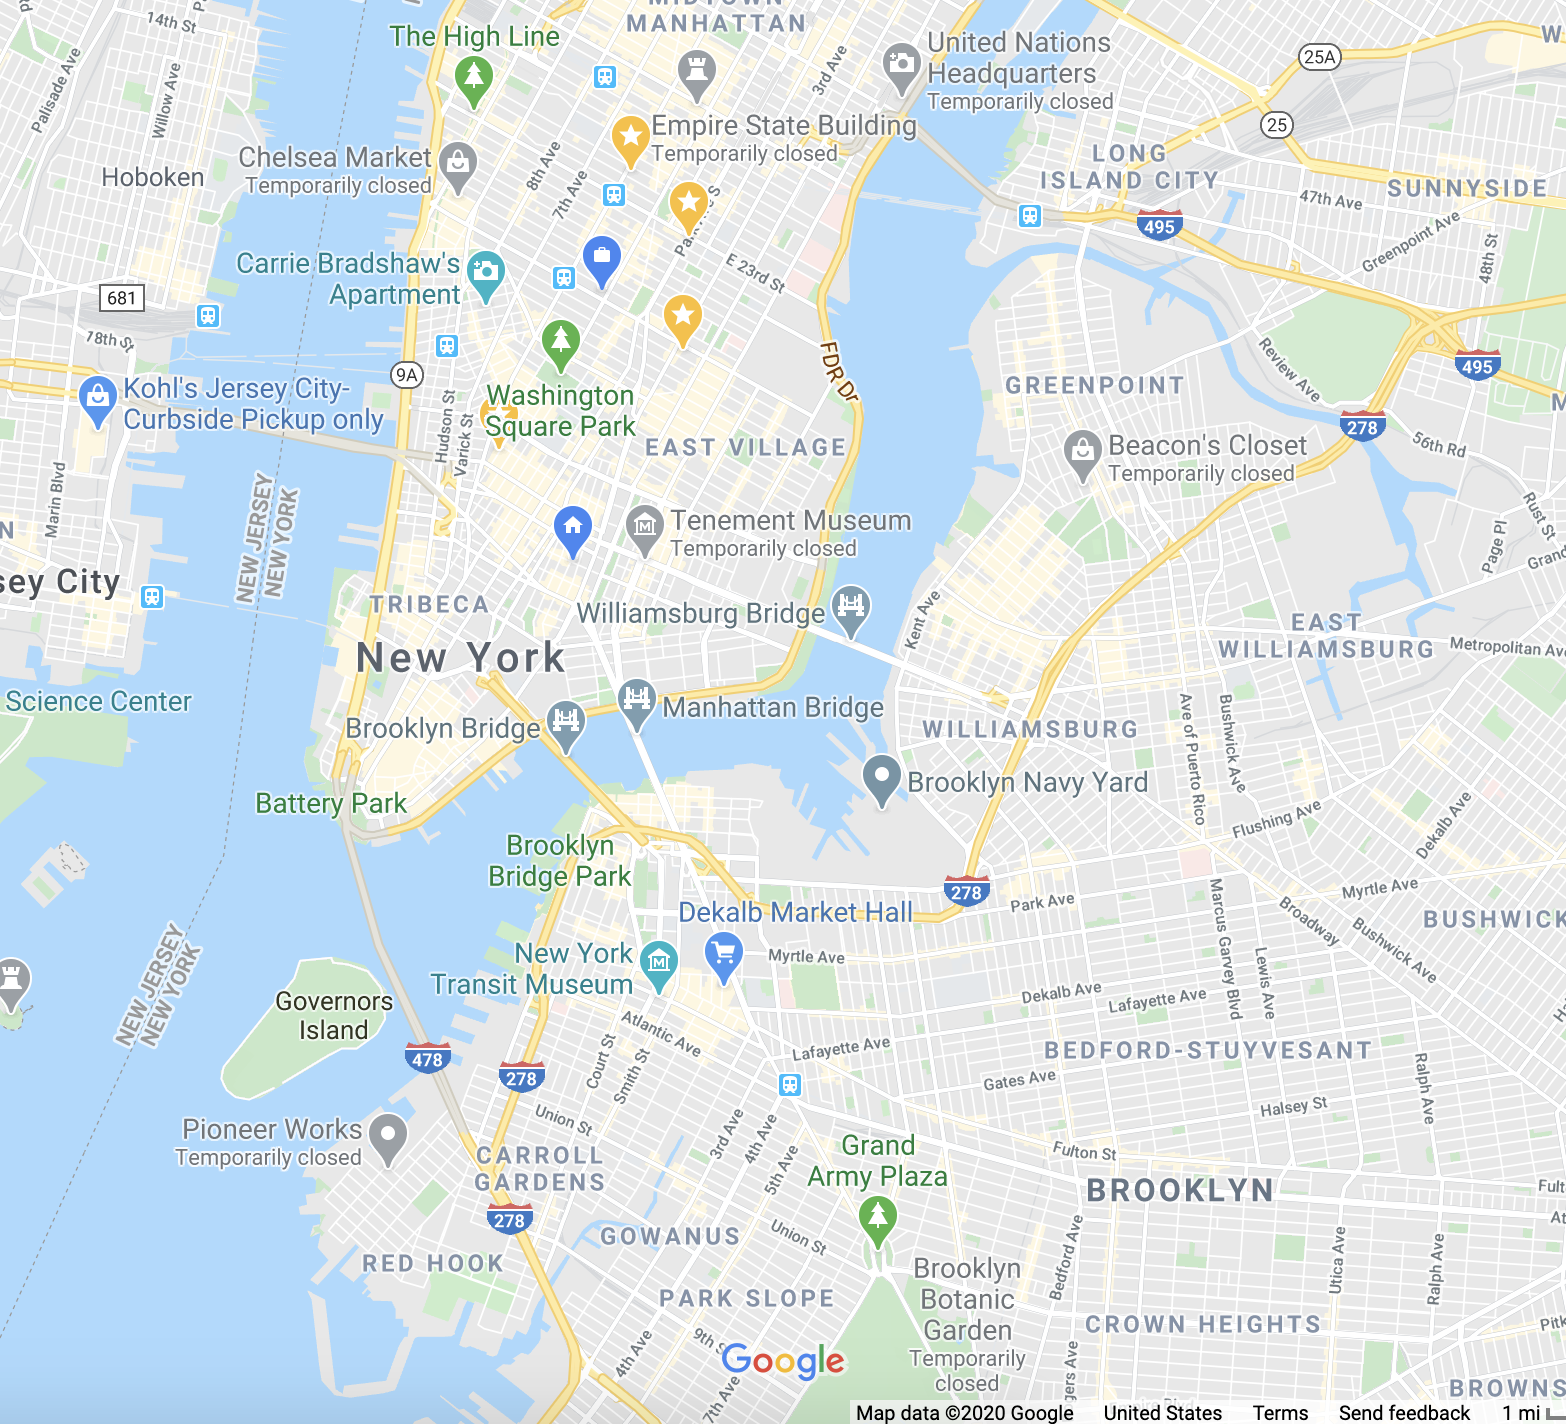 MIDTOWN
MANHATTAN
14th St
Palisade Ave
Willow Ave
The High Line
8th Ave
7th Ave
3rd Ave
United Nations
Headquarters
Temporarily closed
25A
25
Empire State Building
Temporarily closed
Chelsea Market
Temporarily closed
Hoboken
LONG
ISLAND CITY
SUNNYSIDE
47th Ave
Greenpoint Ave
48th St
495
Carrie Bradshaw's
Apartment
E 23rd St
681
18th St
9A
FDR Dr
Review Ave
495
Kohl's Jersey City-
Curbside Pickup only
Washington
Square Park
Hudson St
Varick St
GREENPOINT
278
56th Rd
EAST VILLAGE
Beacon's Closet
Temporarily closed
Marin Blvd
NEW JERSEY
NEW YORK
Tenement Museum
Temporarily closed
Rust St
Page Pl
Grand
sey City
TRIBECA
Williamsburg Bridge
Kent Ave
EAST
WILLIAMSBURG
Metropolitan Ave
New York
Science Center
Brooklyn Bridge
Manhattan Bridge
WILLIAMSBURG
Ave of Puerto Rico
Bushwick Ave
Brooklyn Navy Yard
Battery Park
Flushing Ave
Dekalb Ave
Brooklyn
Bridge Park
278
Park Ave
Myrtle Ave
Marcus Garvey Blvd
Broadway
Bushwick Ave
BUSHWICK
Dekalb Market Hall
New York
Transit Museum
Myrtle Ave
Lewis Ave
NEW JERSEY
NEW YORK
Governors
Island
Dekalb Ave
Lafayette Ave
Atlantic Ave
Court St
Smith St
Lafayette Ave
BEDFORD-STUYVESANT
478
278
Gates Ave
Halsey St
Ralph Ave
Union St
Pioneer Works
Temporarily closed
3rd Ave
4th Ave
5th Ave
Grand
Army Plaza
Fulton St
CARROLL
GARDENS
BROOKLYN
Fult
At
278
GOWANUS
Union St
RED HOOK
Bedford Ave
Utica Ave
Ralph Ave
Brooklyn
Botanic
Garden
Temporarily
closed
PARK SLOPE
CROWN HEIGHTS
Pitk
4th Ave
9th S
7th Ave
Google
gers Ave
BROWNS
Map data ©2020 Google
United States
Terms
Send feedback
1 mi